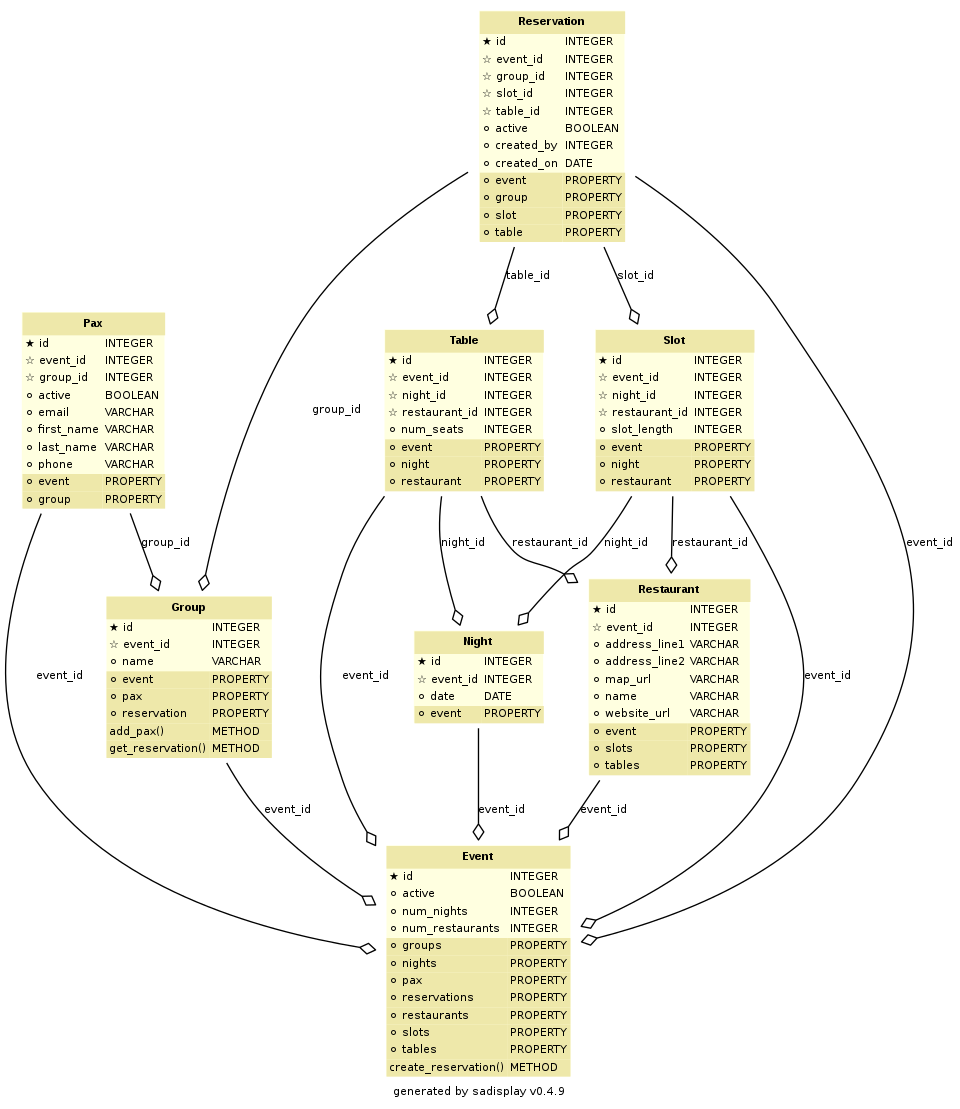 Reservation
★ id INTEGER
☆ event_id INTEGER
☆ group_id INTEGER
☆ slot_id INTEGER
☆ table_id INTEGER
⚬ active BOOLEAN
⚬ created_by INTEGER
⚬ created_on DATE
⚬ event PROPERTY
⚬ group PROPERTY
⚬ slot PROPERTY
⚬ table PROPERTY
table_id
slot_id
group_id
event_id
Pax
★ id INTEGER
☆ event_id INTEGER
☆ group_id INTEGER
⚬ active BOOLEAN
⚬ email VARCHAR
⚬ first_name VARCHAR
⚬ last_name VARCHAR
⚬ phone VARCHAR
⚬ event PROPERTY
⚬ group PROPERTY
Table
★ id INTEGER
☆ event_id INTEGER
☆ night_id INTEGER
☆ restaurant_id INTEGER
⚬ num_seats INTEGER
⚬ event PROPERTY
⚬ night PROPERTY
⚬ restaurant PROPERTY
Slot
★ id INTEGER
☆ event_id INTEGER
☆ night_id INTEGER
☆ restaurant_id INTEGER
⚬ slot_length INTEGER
⚬ event PROPERTY
⚬ night PROPERTY
⚬ restaurant PROPERTY
group_id
night_id
restaurant_id
night_id
restaurant_id
event_id
event_id
event_id
Group
★ id INTEGER
☆ event_id INTEGER
⚬ name VARCHAR
⚬ event PROPERTY
⚬ pax PROPERTY
⚬ reservation PROPERTY
add_pax() METHOD
get_reservation() METHOD
Night
★ id INTEGER
☆ event_id INTEGER
⚬ date DATE
⚬ event PROPERTY
Restaurant
★ id INTEGER
☆ event_id INTEGER
⚬ address_line1 VARCHAR
⚬ address_line2 VARCHAR
⚬ map_url VARCHAR
⚬ name VARCHAR
⚬ website_url VARCHAR
⚬ event PROPERTY
⚬ slots PROPERTY
⚬ tables PROPERTY
event_id
event_id
event_id
Event
★ id INTEGER
⚬ active BOOLEAN
⚬ num_nights INTEGER
⚬ num_restaurants INTEGER
⚬ groups PROPERTY
⚬ nights PROPERTY
⚬ pax PROPERTY
⚬ reservations PROPERTY
⚬ restaurants PROPERTY
⚬ slots PROPERTY
⚬ tables PROPERTY
create_reservation() METHOD
generated by sadisplay v0.4.9